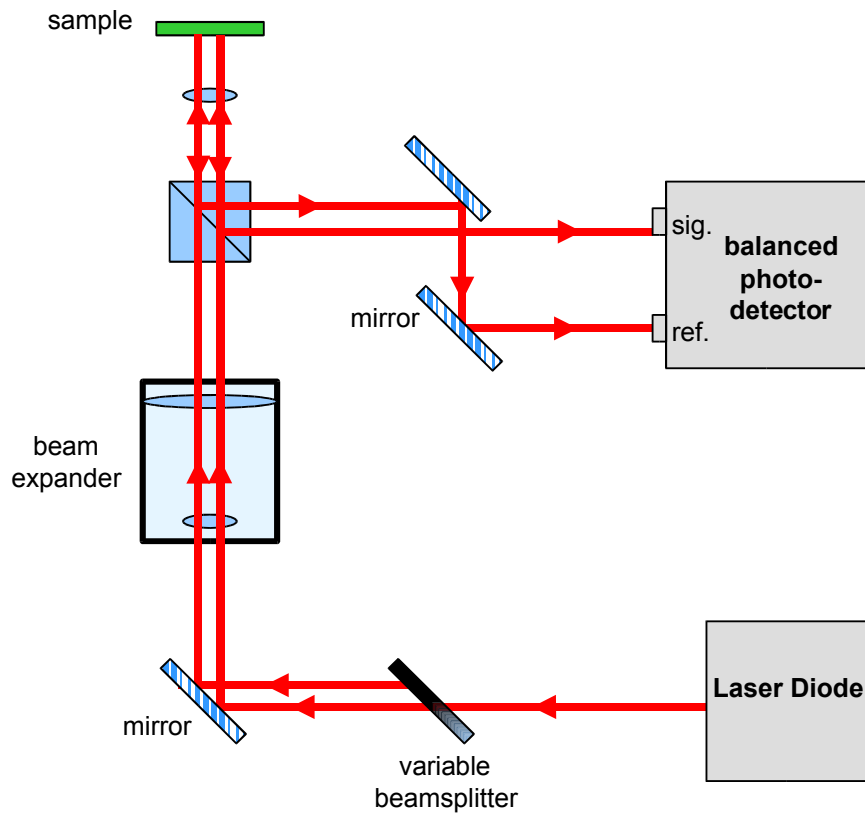 sample
sig.
balanced
photo-
detector
mirror
ref.
beam
expander
Laser Diode
mirror
variable
beamsplitter